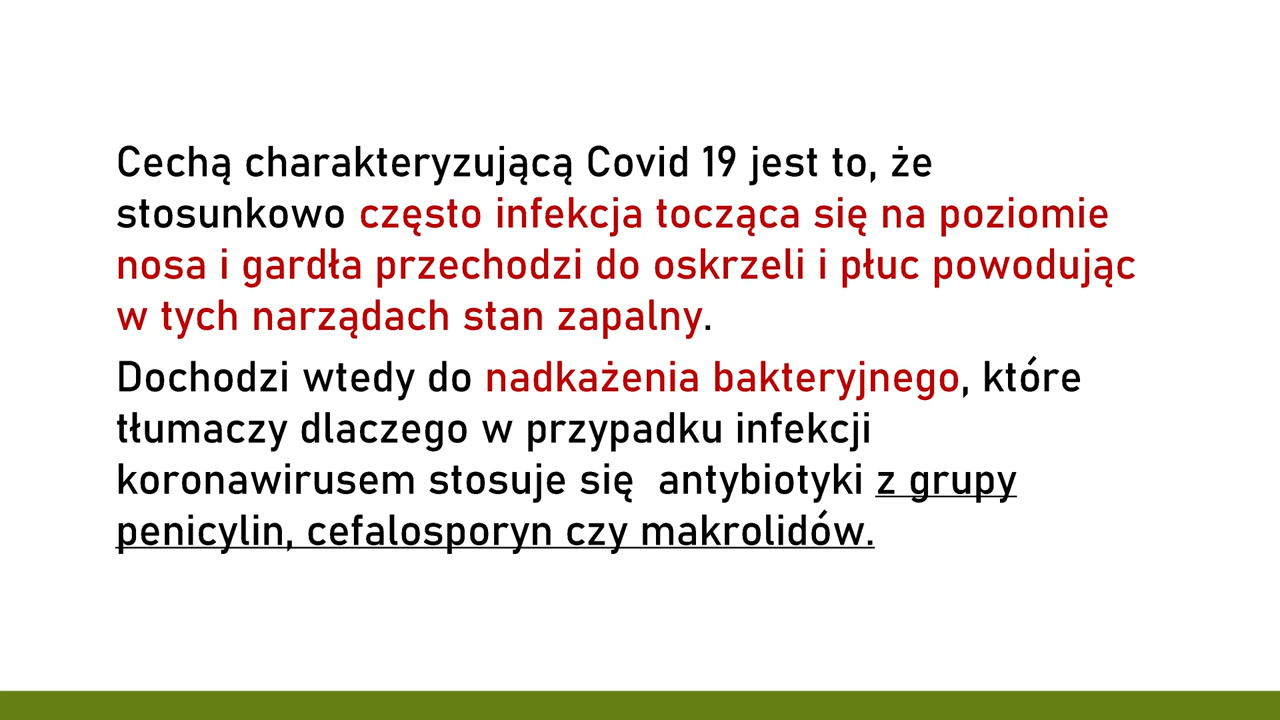 Cechą charakteryzującą Covid 19 jest to, że
stosunkowo często infekcja tocząca się na poziomie
nosa i gardła przechodzi do oskrzeli i płuc powodując
w tych narządach stan zapalny.
Dochodzi wtedy do nadkażenia bakteryjnego, które
tłumaczy dlaczego w przypadku infekcji
koronawirusem stosuje się  antybiotyki z grupy
penicylin, cefalosporyn czy makrolidów.